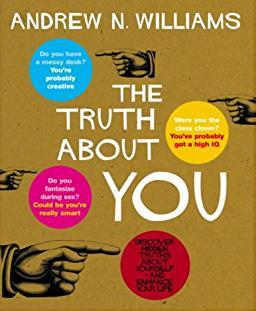 ANDREW N. WILLIAMS
Do you have
a messy desk?
You're
probably
creative
THE
TRUTH
ABOUT
YOU
Were you the
class clown?
You've probably
got a high IQ
Do you
fantasize
during sex?
Could be you're
really smart
DISCOVER
HIDDEN
TRUTHS
ABOUT
YOURSELF
- AND
ENHANCE
YOUR LIFE